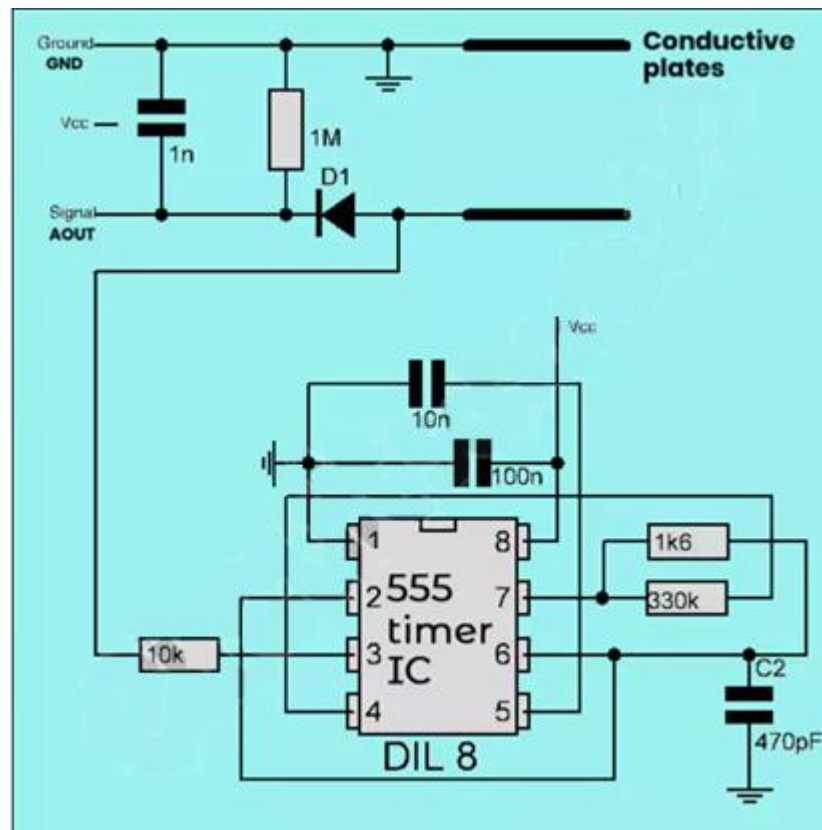 Ground
GND
Conductive
plates
Vcc
1n
1M
D1
Signal
AOUT
Vcc
10n
100n
1
8
1k6
2
555
7
330k
timer
10k
3
IC
6
C2
4
5
470pF
DIL 8